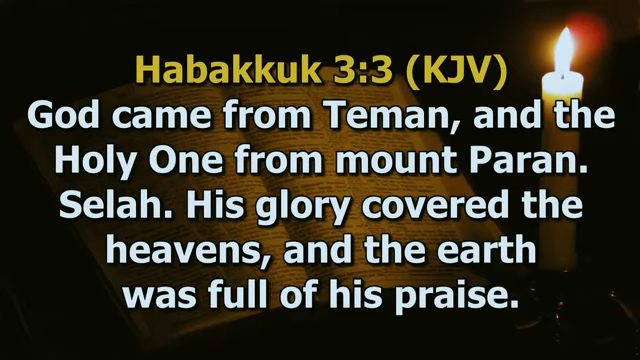 Habakkuk 3:3 (KJV)
God came from Teman, and the
Holy One from mount Paran.
Selah. His glory covered the
heavens, and the earth
was full of his praise.